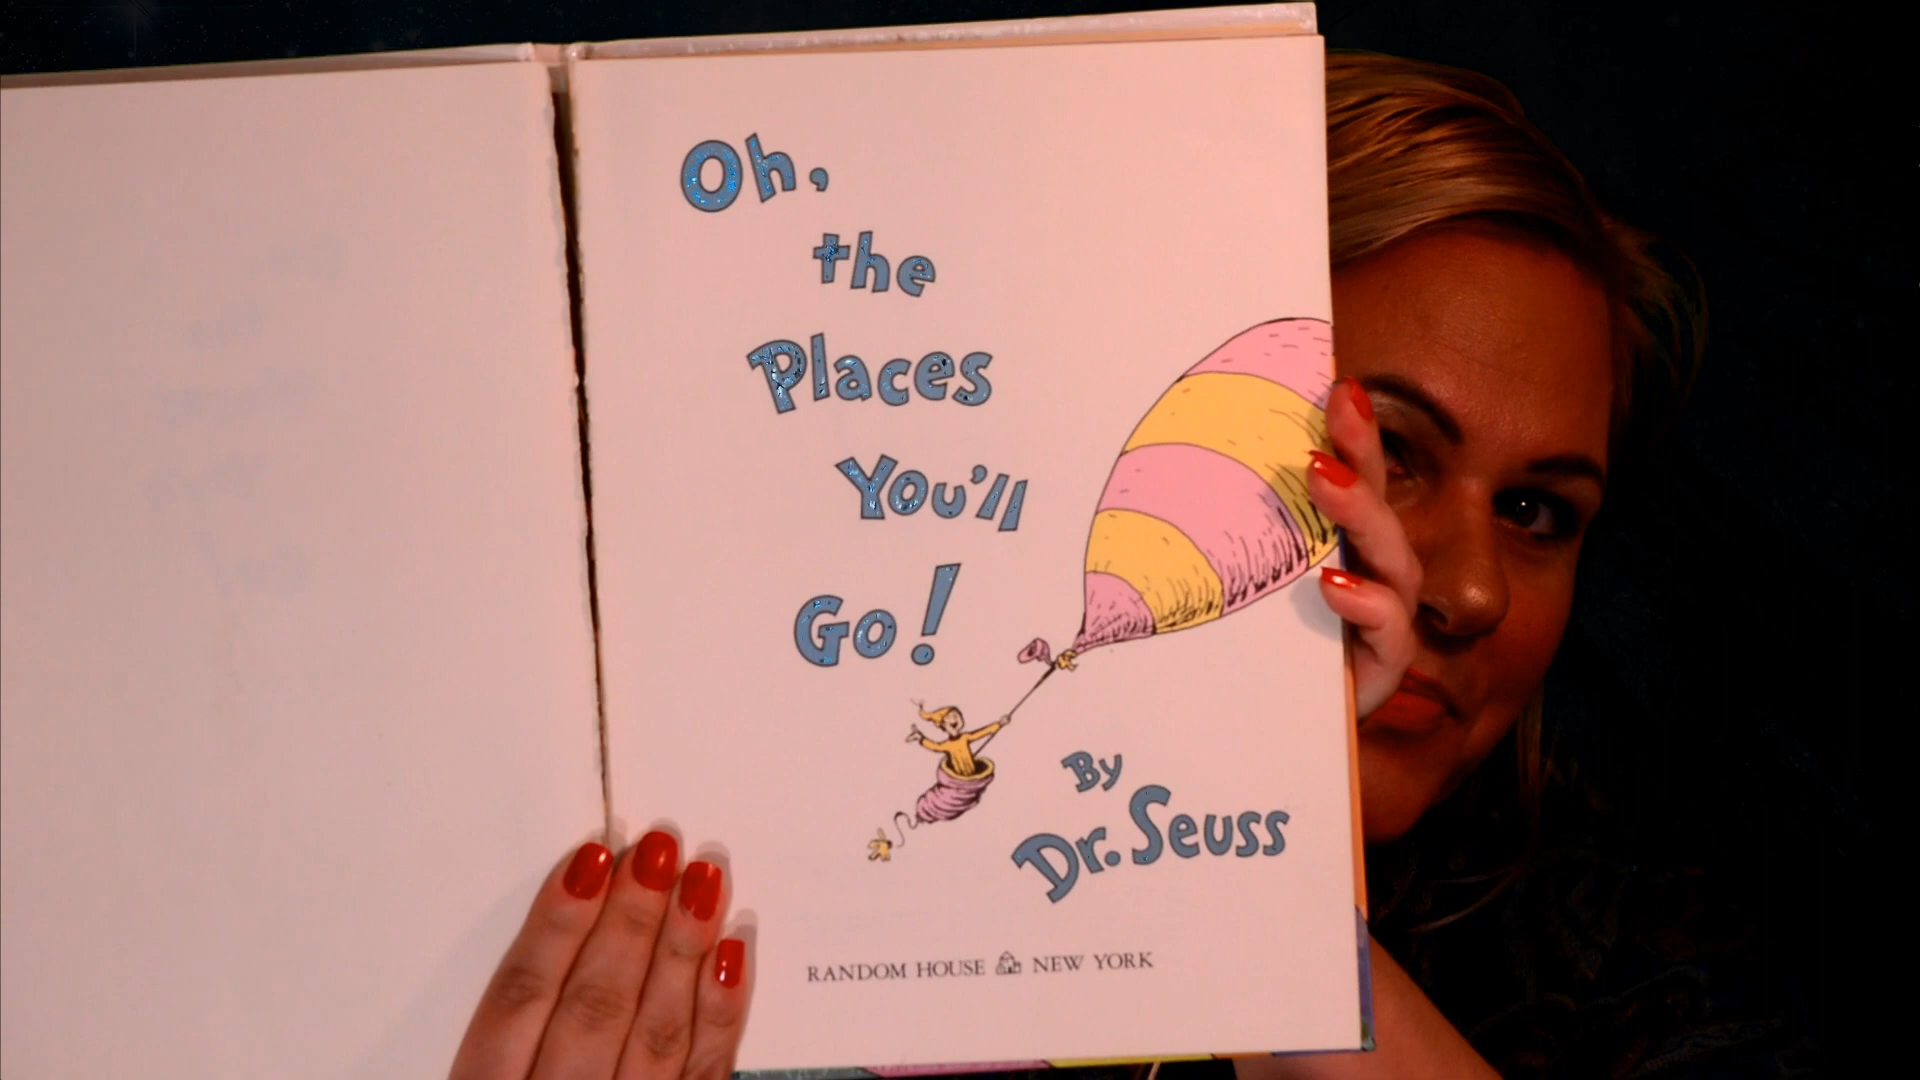 Oh,
the
Places
You'll
Go!
By
Dr. Seuss
RANDOM HOUSE NEW YORK